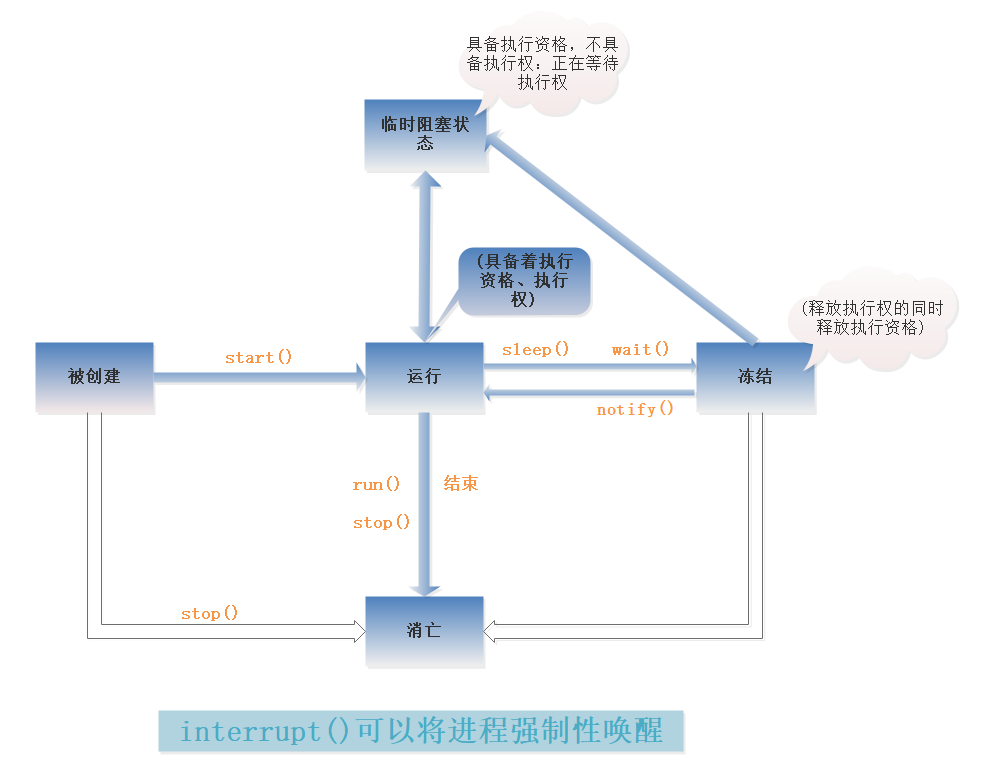 具备执行资格，不具
备执行权：正在等待
执行权
临时阻塞状
态
(具备着执行
资格、执行
权)
(释放执行权的同时
释放执行资格)
被创建
start()
运行
sleep()
wait()
notify()
冻结
run()
结束
stop()
stop()
消亡
interrupt()可以将进程强制性唤醒